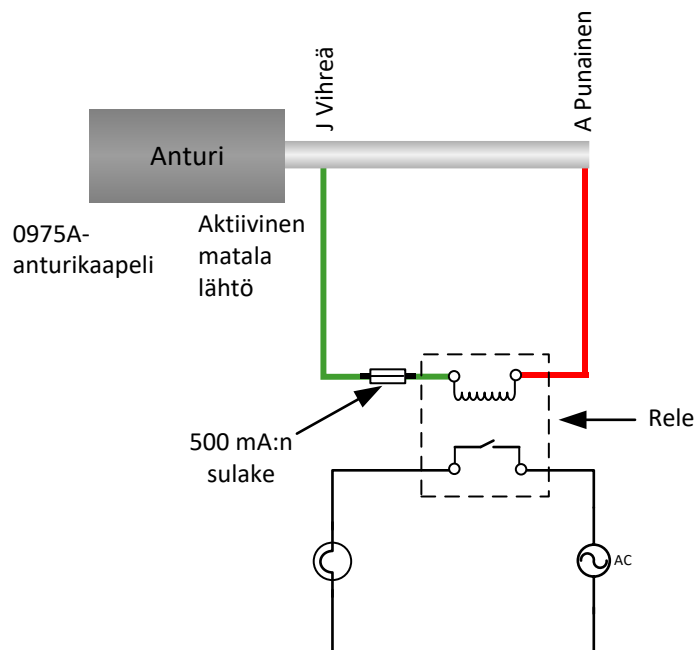 J Vihreä
A Punainen
Anturi
0975A-
anturikaapeli
Aktiivinen
matala
lähtö
500 mA:n
sulake
Rele
AC